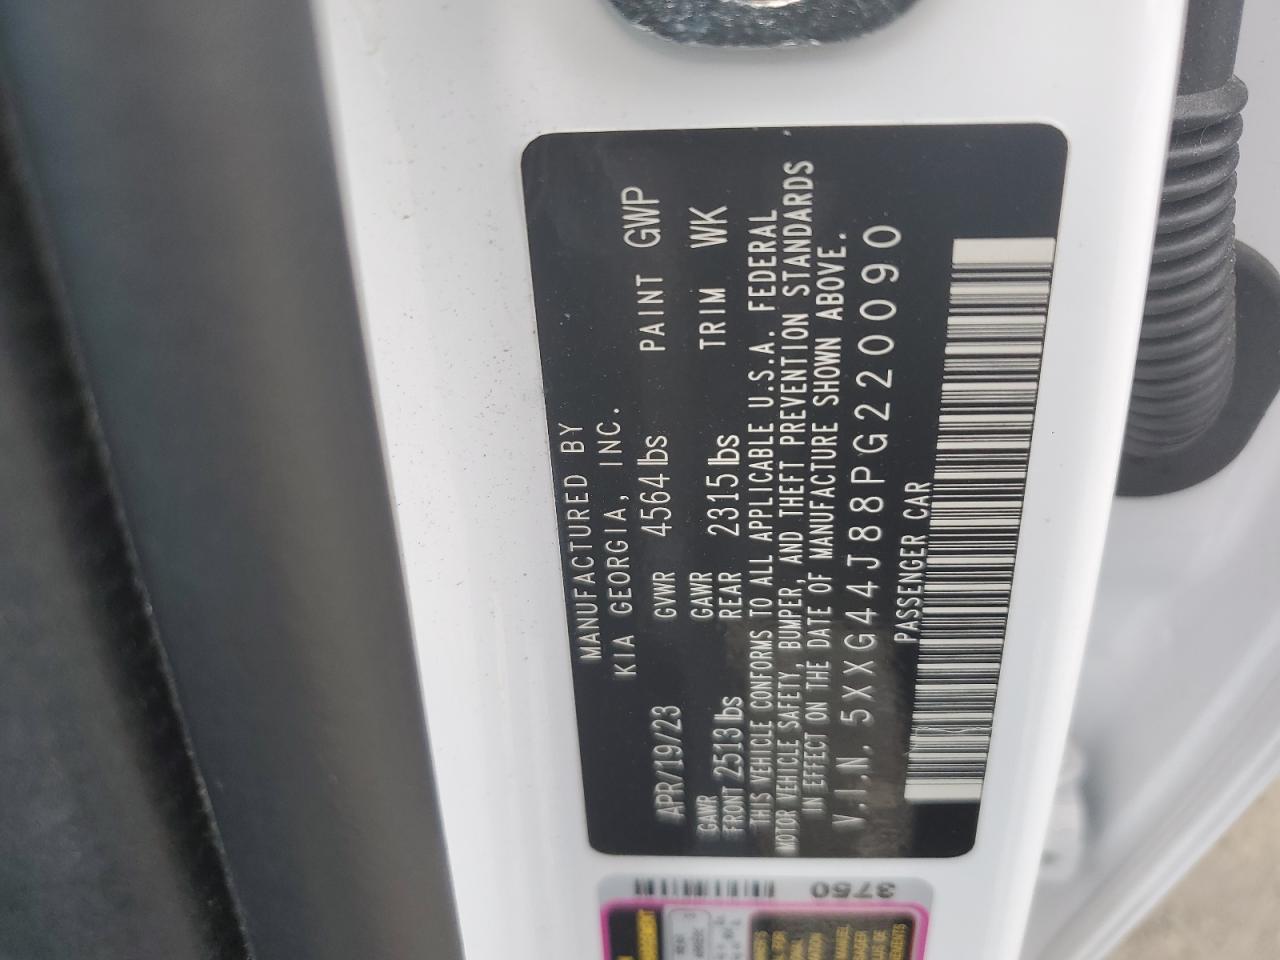 MANUFACTURED BY
APR/19/23 KIA GEORGIA, INC.
GVWR 4564 lbs PAINT GWP
GAWR FRONT 2513 lbs GAWR REAR 2315 lbs TRIM WK
THIS VEHICLE CONFORMS TO ALL APPLICABLE U.S.A. FEDERAL
MOTOR VEHICLE SAFETY, BUMPER, AND THEFT PREVENTION STANDARDS
IN EFFECT ON THE DATE OF MANUFACTURE SHOWN ABOVE.
V.I.N. 5XXG44J88PG220090
PASSENGER CAR
3750